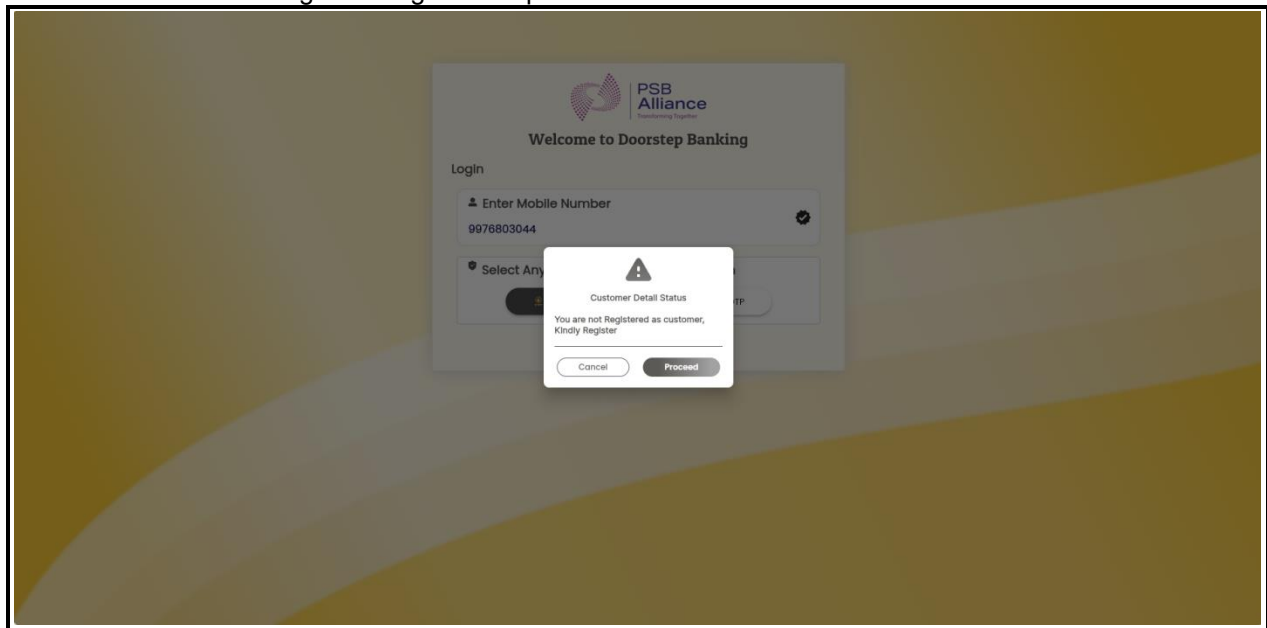 PSB
Alliance
Transforming Together
Welcome to Doorstep Banking
Login
Enter Mobile Number
9976803044
Select Any
TP
Customer Detail Status
You are not Registered as customer,
Kindly Register
Cancel
Proceed